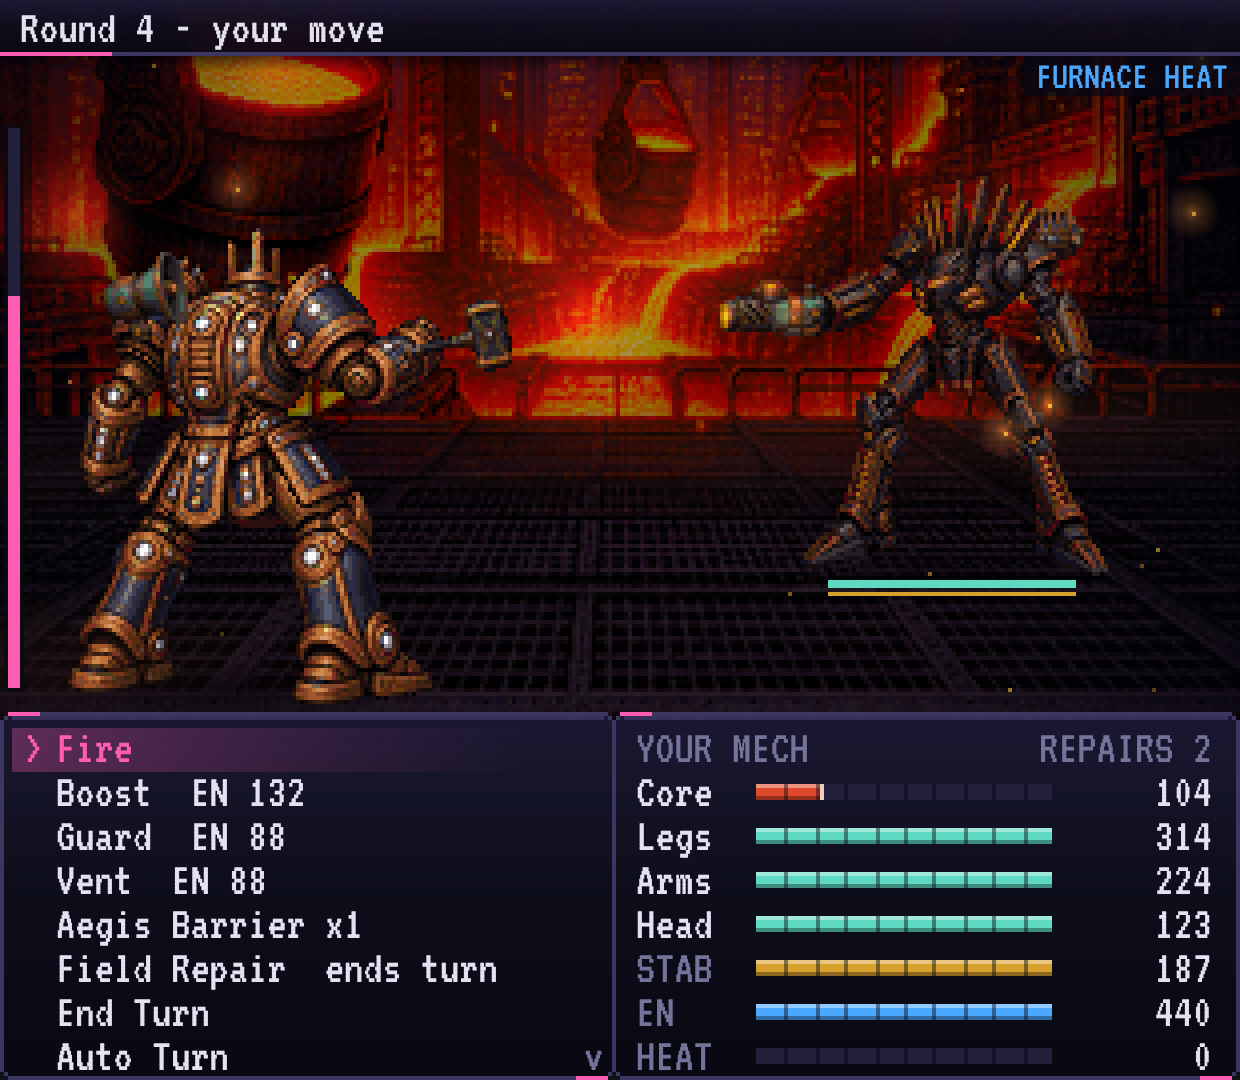 Round 4 - your move
FURNACE HEAT
> Fire
Boost EN 132
Guard EN 88
Vent EN 88
Aegis Barrier x1
Field Repair ends turn
End Turn
Auto Turn v
YOUR MECH REPAIRS 2
Core 104
Legs 314
Arms 224
Head 123
STAB 187
EN 440
HEAT 0